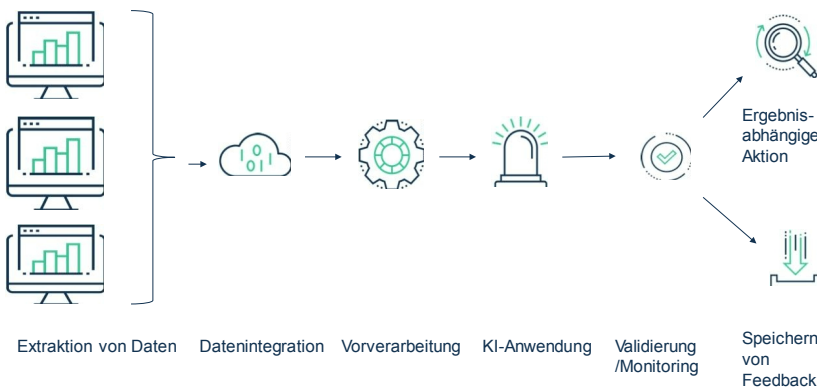 Ergebnis-
abhängige
Aktion
Extraktion von Daten
Datenintegration
Vorverarbeitung
KI-Anwendung
Validierung
/Monitoring
Speichern
von
Feedback